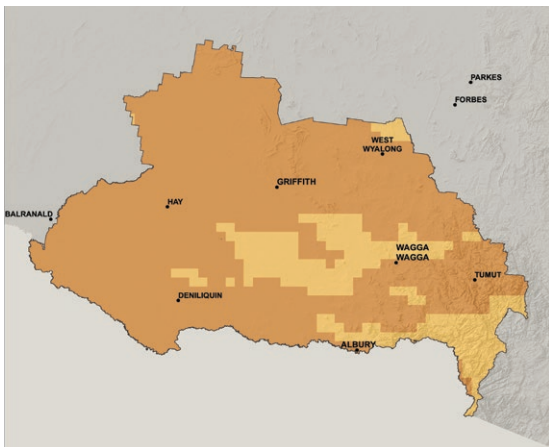 PARKES
FORBES
WEST
WYALONG
GRIFFITH
HAY
BALRANALD
WAGGA
WAGGA
TUMUT
DENILIQUIN
ALBURY